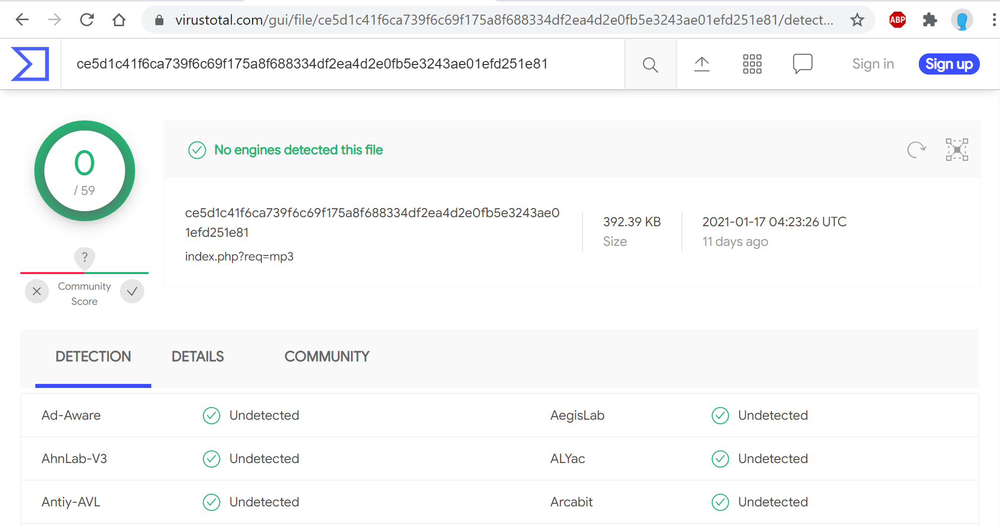 virustotal.com/gui/file/ce5d1c41f6ca739f6c69f175a8f688334df2ea4d2e0fb5e3243ae01efd251e81/detect...
ABP
ce5d1c41f6ca739f6c69f175a8f688334df2ea4d2e0fb5e3243ae01efd251e81
Sign in
Sign up
0
/ 59
No engines detected this file
ce5d1c41f6ca739f6c69f175a8f688334df2ea4d2e0fb5e3243ae0
1efd251e81
index.php?req=mp3
392.39 KB
Size
2021-01-17 04:23:26 UTC
11 days ago
?
Community
Score
DETECTION
DETAILS
COMMUNITY
Ad-Aware
Undetected
AegisLab
Undetected
AhnLab-V3
Undetected
ALYac
Undetected
Antiy-AVL
Undetected
Arcabit
Undetected